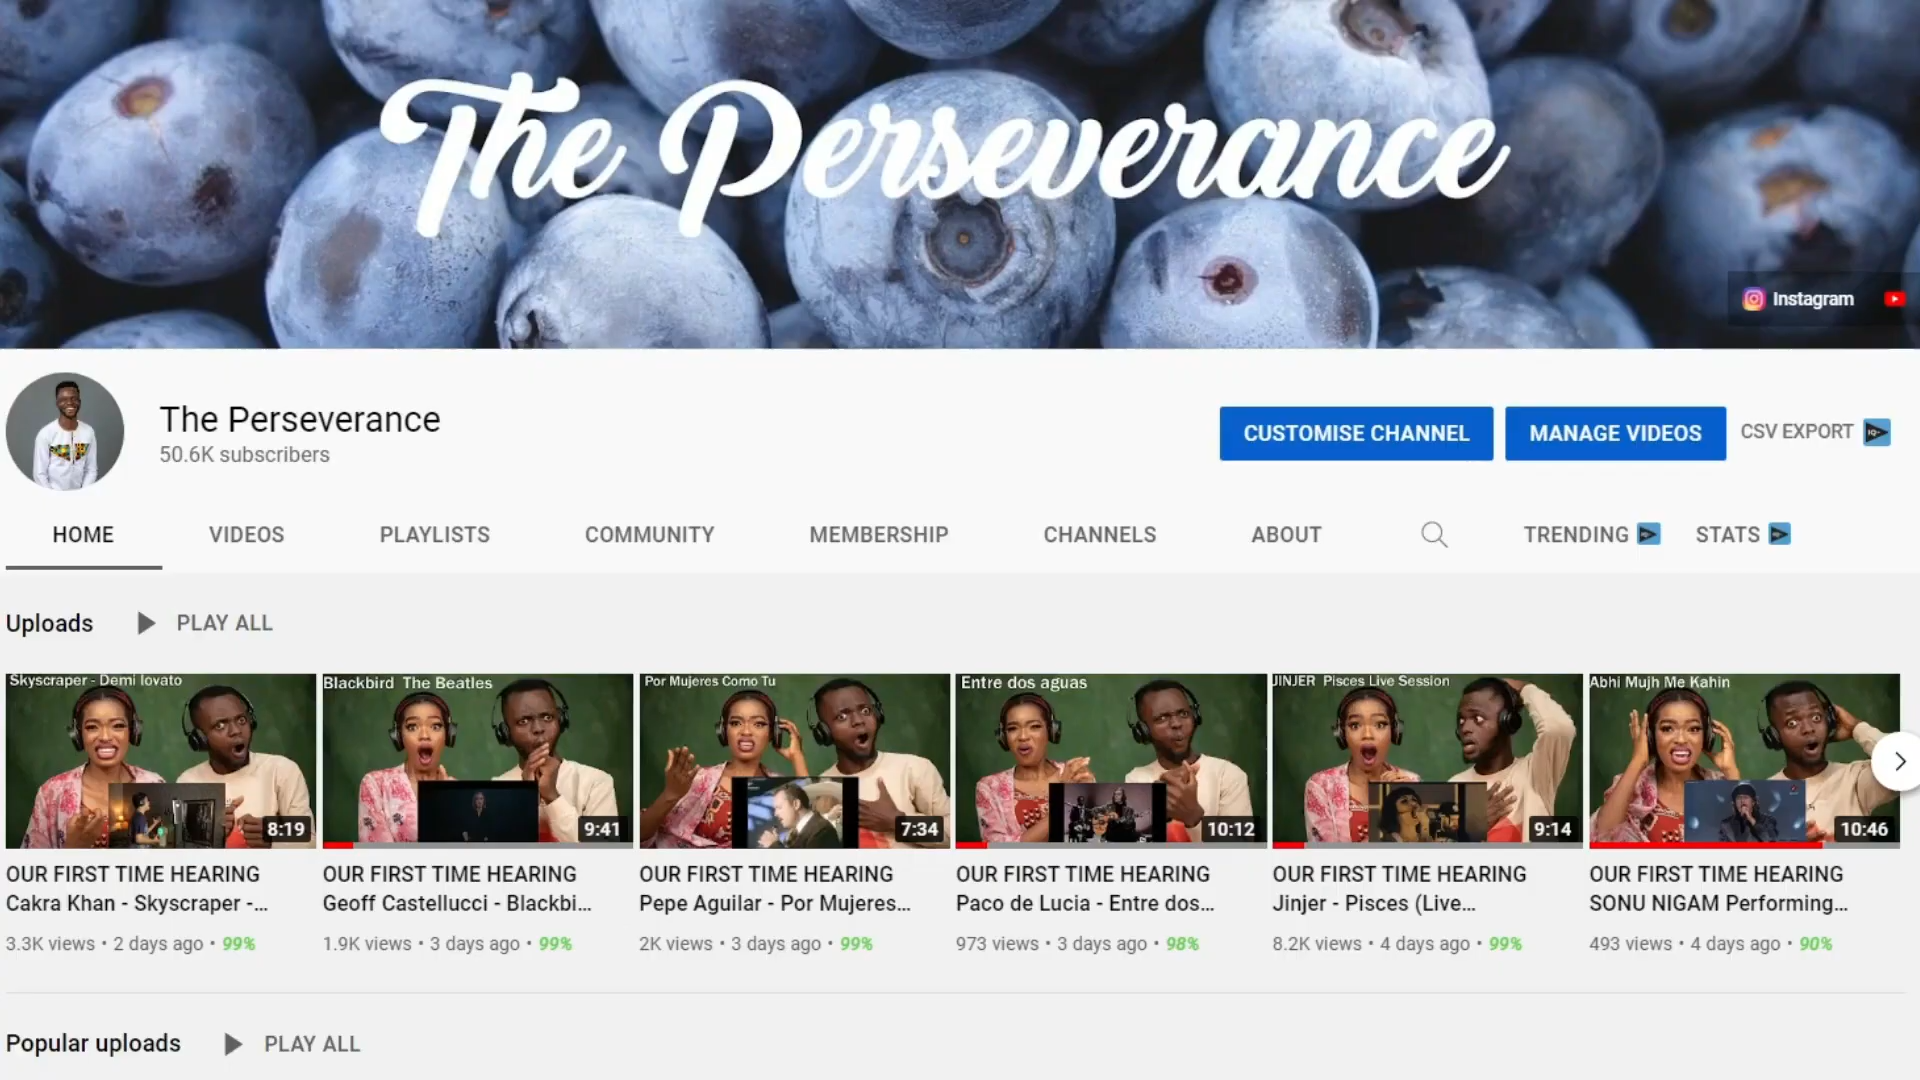 The Perseverance
Instagram
The Perseverance
50.6K subscribers
CUSTOMISE CHANNEL
MANAGE VIDEOS
CSV EXPORT
HOME
VIDEOS
PLAYLISTS
COMMUNITY
MEMBERSHIP
CHANNELS
ABOUT
TRENDING
STATS
Uploads
PLAY ALL
Skyscraper - Demi lovato
8:19
OUR FIRST TIME HEARING
Cakra Khan - Skyscraper -...
3.3K views • 2 days ago • 99%
Blackbird The Beatles
9:41
OUR FIRST TIME HEARING
Geoff Castellucci - Blackbi...
1.9K views • 3 days ago • 99%
Por Mujeres Como Tu
7:34
OUR FIRST TIME HEARING
Pepe Aguilar - Por Mujeres...
2K views • 3 days ago • 99%
Entre dos aguas
10:12
OUR FIRST TIME HEARING
Paco de Lucia - Entre dos...
973 views • 3 days ago • 98%
JINJER Pisces Live Session
9:14
OUR FIRST TIME HEARING
Jinjer - Pisces (Live...
8.2K views • 4 days ago • 99%
Abhi Mujh Me Kahin
10:46
OUR FIRST TIME HEARING
SONU NIGAM Performing...
493 views • 4 days ago • 90%
Popular uploads
PLAY ALL